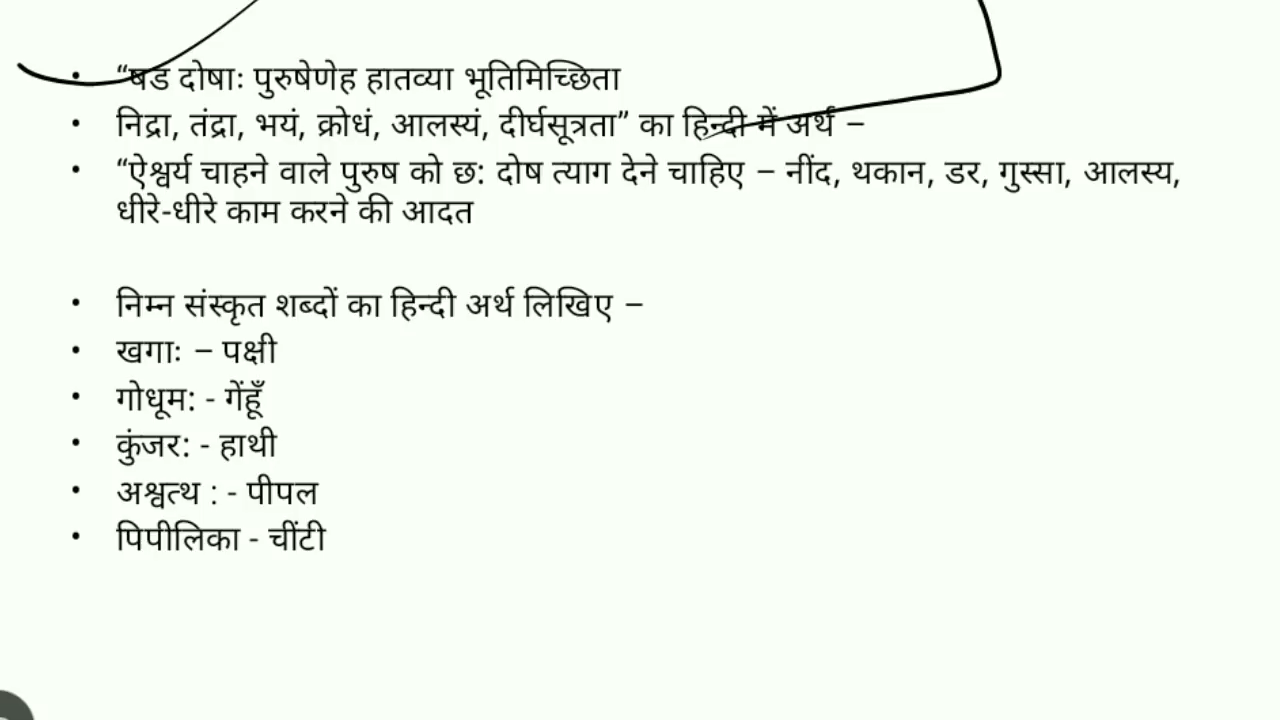 • “षड दोषाः पुरुषेणेह हातव्या भूतिमिच्छिता
• निद्रा, तंद्रा, भयं, क्रोधं, आलस्यं, दीर्घसूत्रता” का हिन्दी में अर्थ –
• “ऐश्वर्य चाहने वाले पुरुष को छ: दोष त्याग देने चाहिए – नींद, थकान, डर, गुस्सा, आलस्य,
धीरे-धीरे काम करने की आदत
• निम्न संस्कृत शब्दों का हिन्दी अर्थ लिखिए –
• खगाः – पक्षी
• गोधूम: - गेंहूँ
• कुंजर: - हाथी
• अश्वत्थ : - पीपल
• पिपीलिका - चींटी